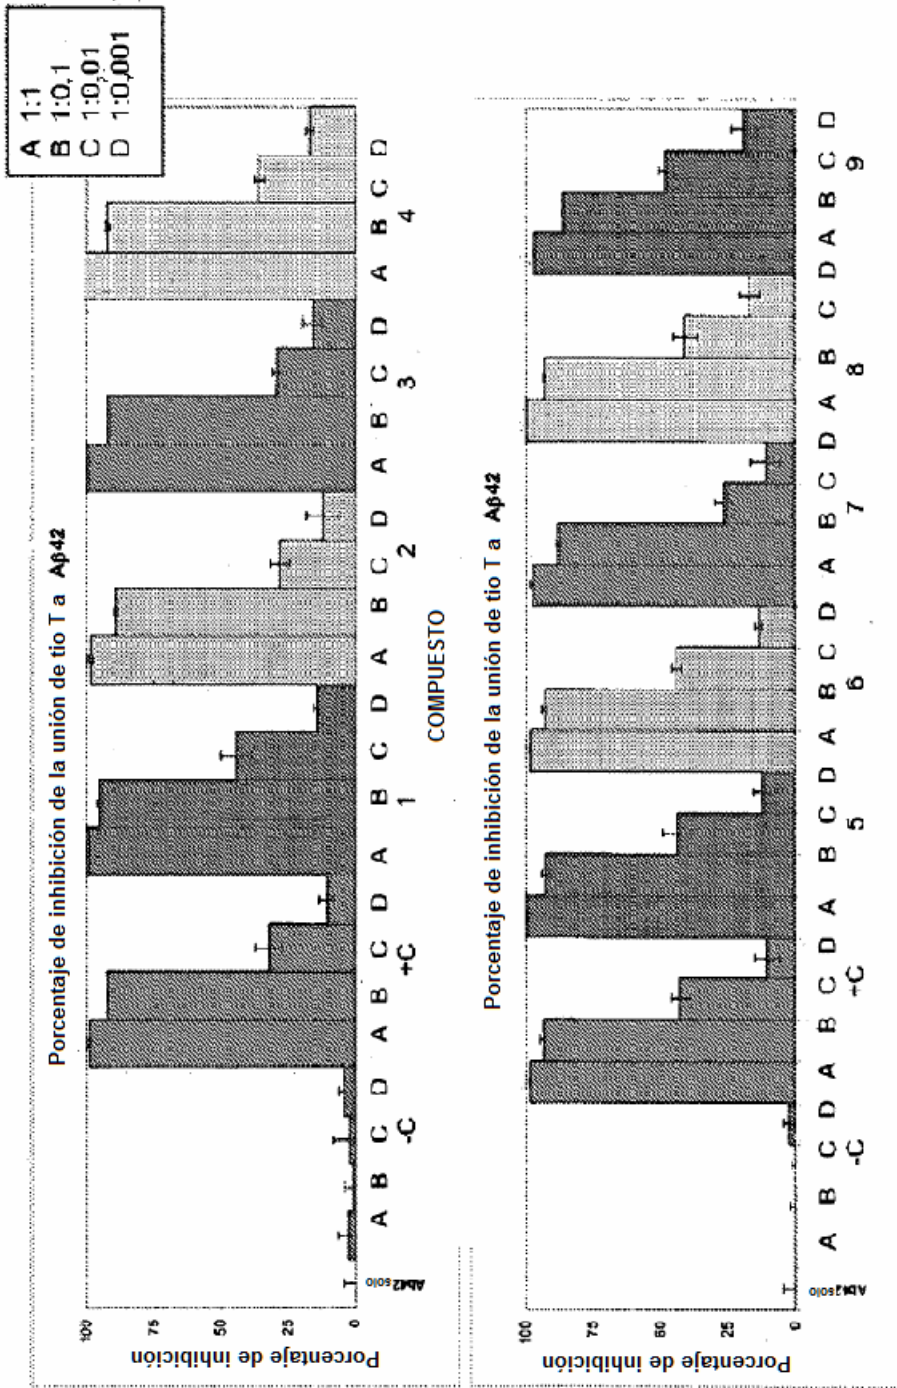 A 1:1
B 1:0,1
C 1:0,01
D 1:0,001
Porcentaje de inhibición de la unión de tio T a Aβ42
Porcentaje de inhibición
100
75
50
25
0
solo
A B C D A B C D A B C D A B C D A B C D A B C D
-C +C 1 2 3 4
COMPUESTO
Porcentaje de inhibición de la unión de tio T a Aβ42
Porcentaje de inhibición
100
75
50
25
0
solo
A B C D A B C D A B C D A B C D A B C D A B C D A B C D
-C +C 5 6 7 8 9